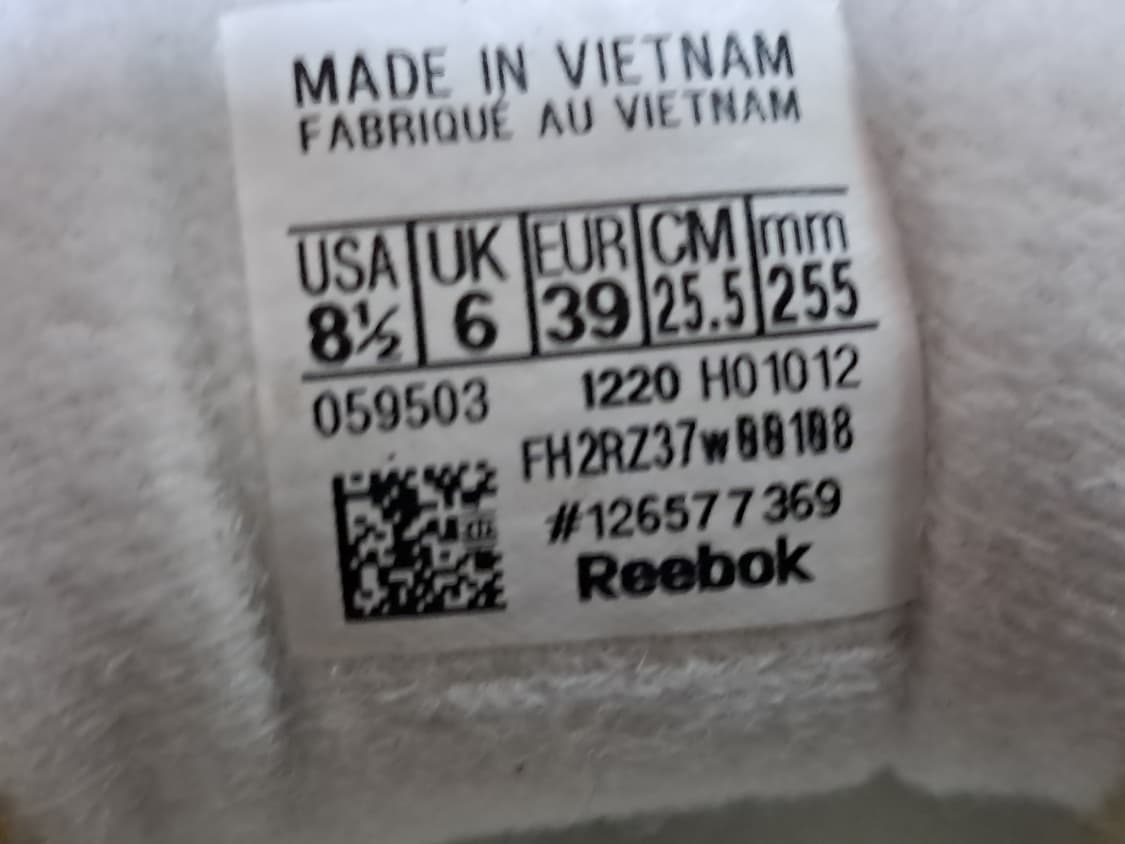 MADE IN VIETNAM
FABRIQUÉ AU VIETNAM
USA UK EUR CM mm
8½ 6 39 25.5 255
059503 1220 H01012
#126577369
Reebok